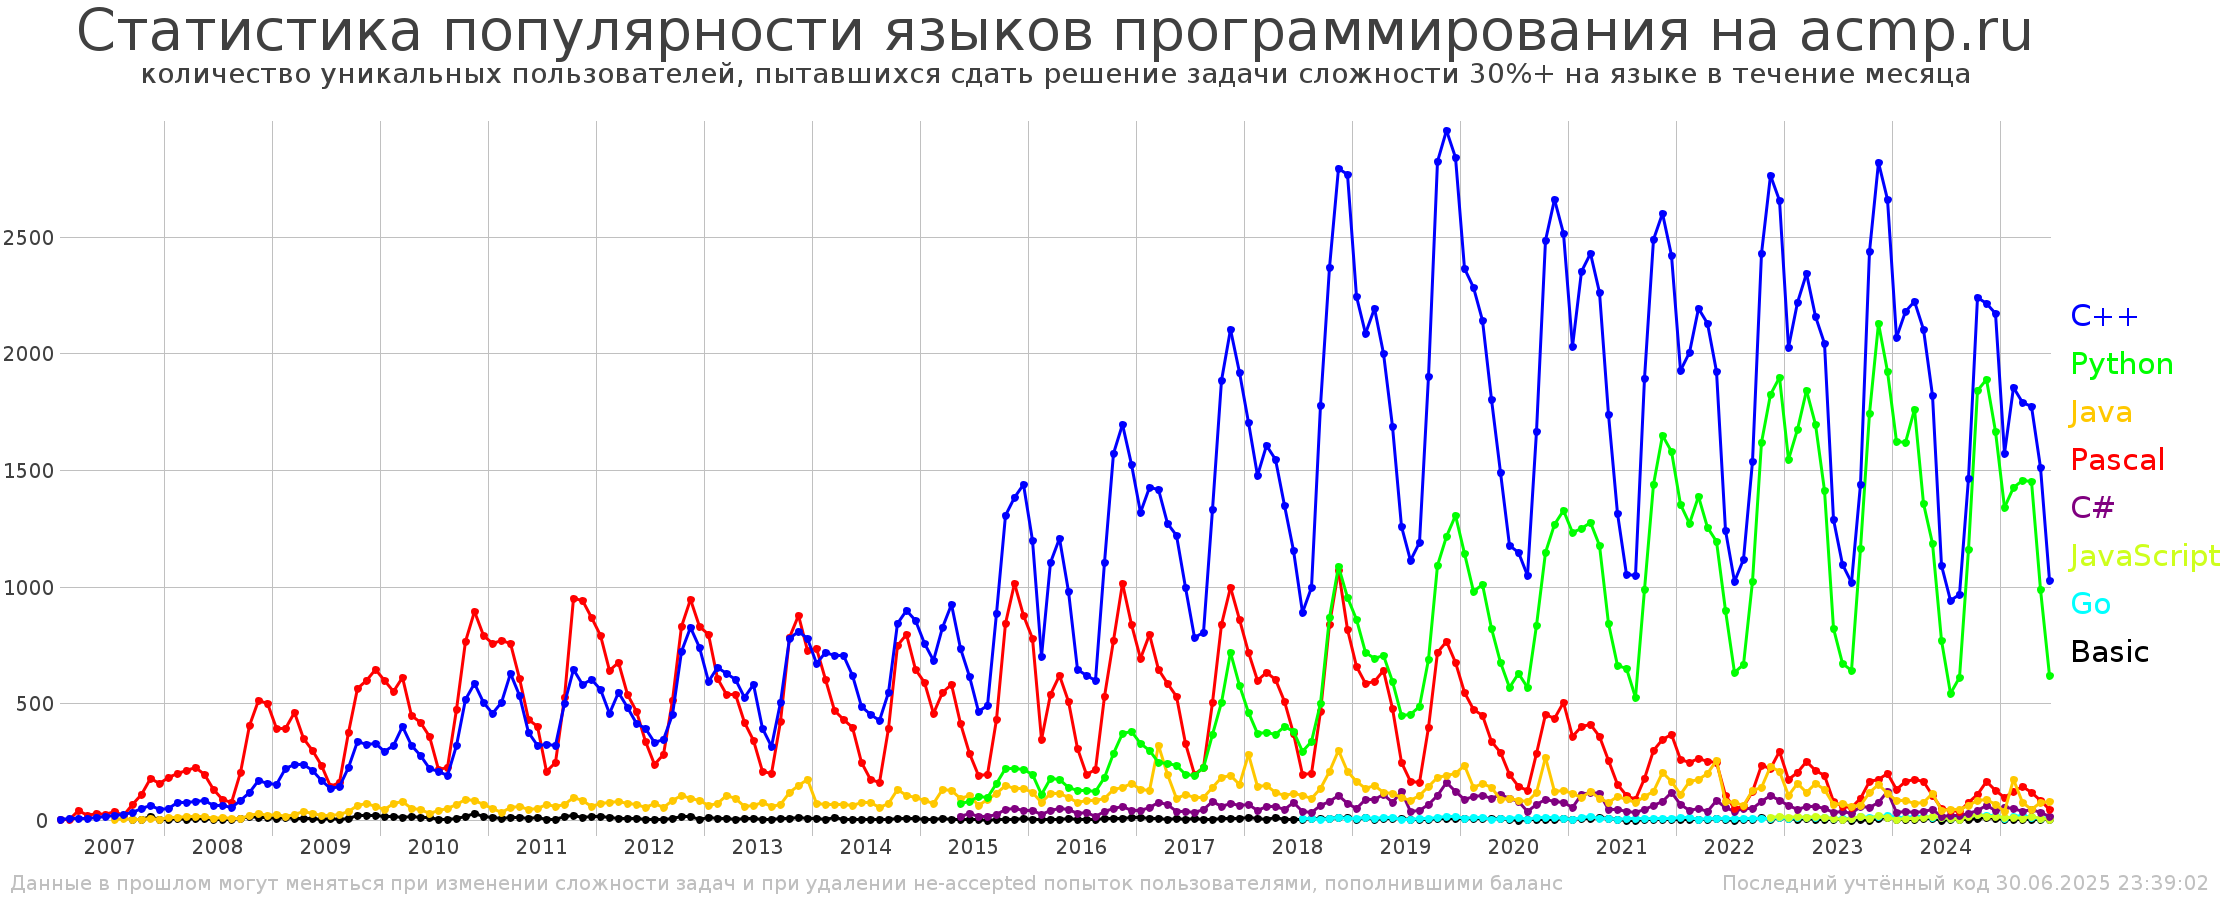 Статистика популярности языков программирования на acmp.ru
количество уникальных пользователей, пытавшихся сдать решение задачи сложности 30%+ на языке в течение месяца
2500
2000
1500
1000
500
0
C++
Python
Java
Pascal
C#
JavaScript
Go
Basic
2007 2008 2009 2010 2011 2012 2013 2014 2015 2016 2017 2018 2019 2020 2021 2022 2023 2024
Данные в прошлом могут меняться при изменении сложности задач и при удалении не-accepted попыток пользователями, пополнившими баланс
Последний учтённый код 30.06.2025 23:39:02